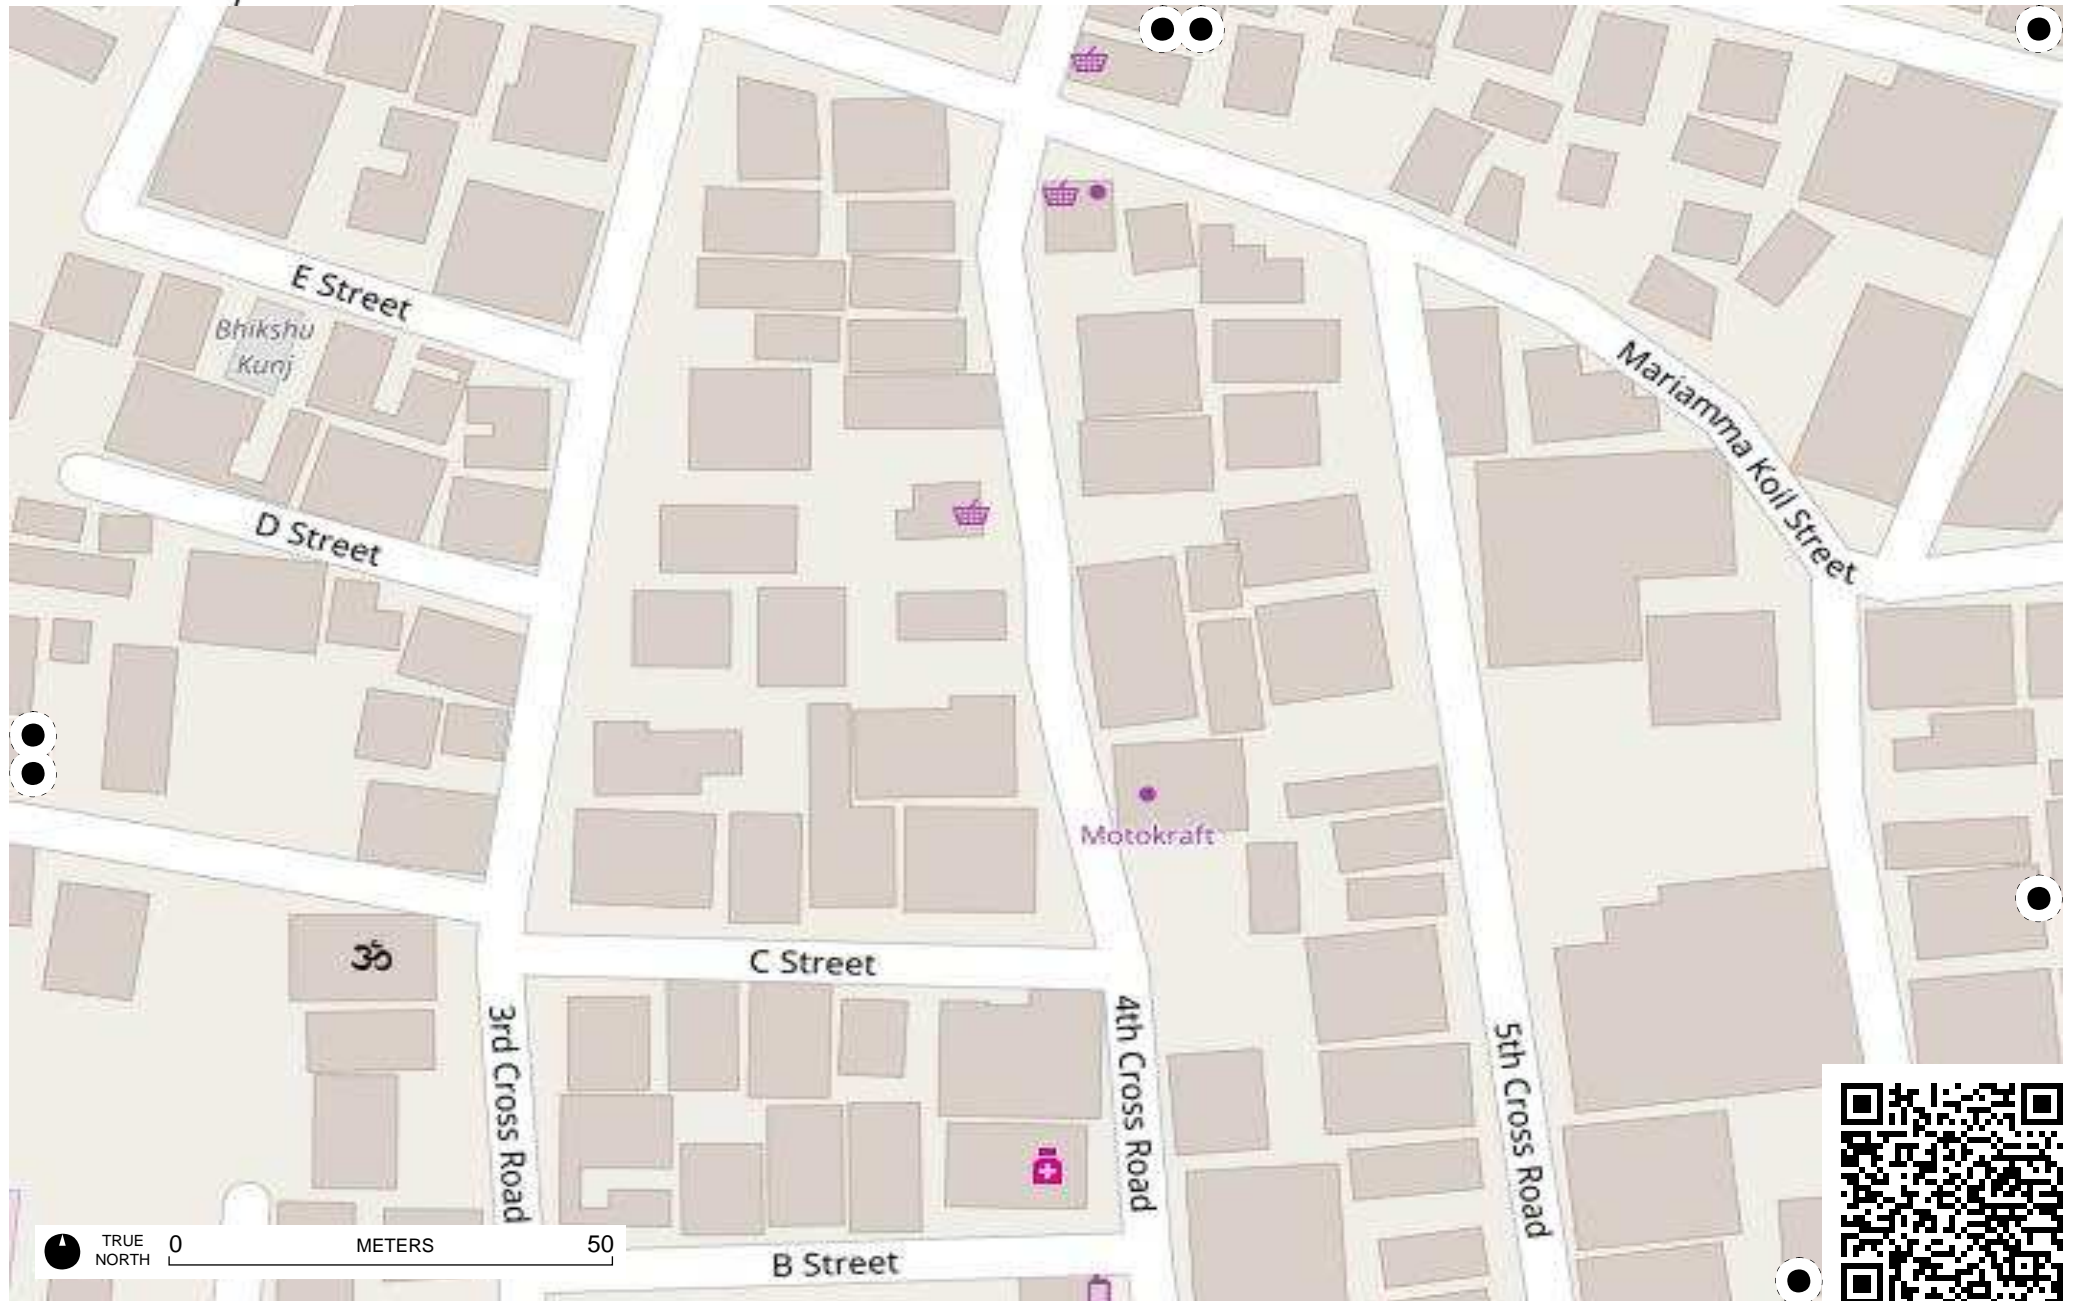 E Street
Bhikshu
Kunj
Mariamma Koil Street
D Street
Motokraft
C Street
ॐ
3rd Cross Road
4th Cross Road
5th Cross Road
B Street
TRUE
NORTH
0 METERS 50